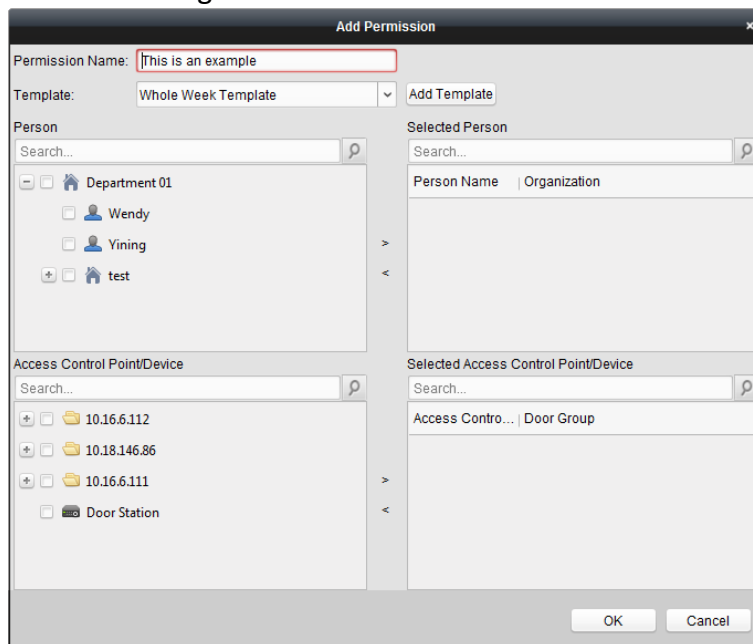 Add Permission
Permission Name: This is an example
Template: Whole Week Template Add Template
Person
Search...
Department 01
Wendy
Yining
test
>
<
Selected Person
Search...
Person Name Organization
Access Control Point/Device
Search...
10.16.6.112
10.18.146.86
10.16.6.111
Door Station
>
<
Selected Access Control Point/Device
Search...
Access Contro... Door Group
OK Cancel